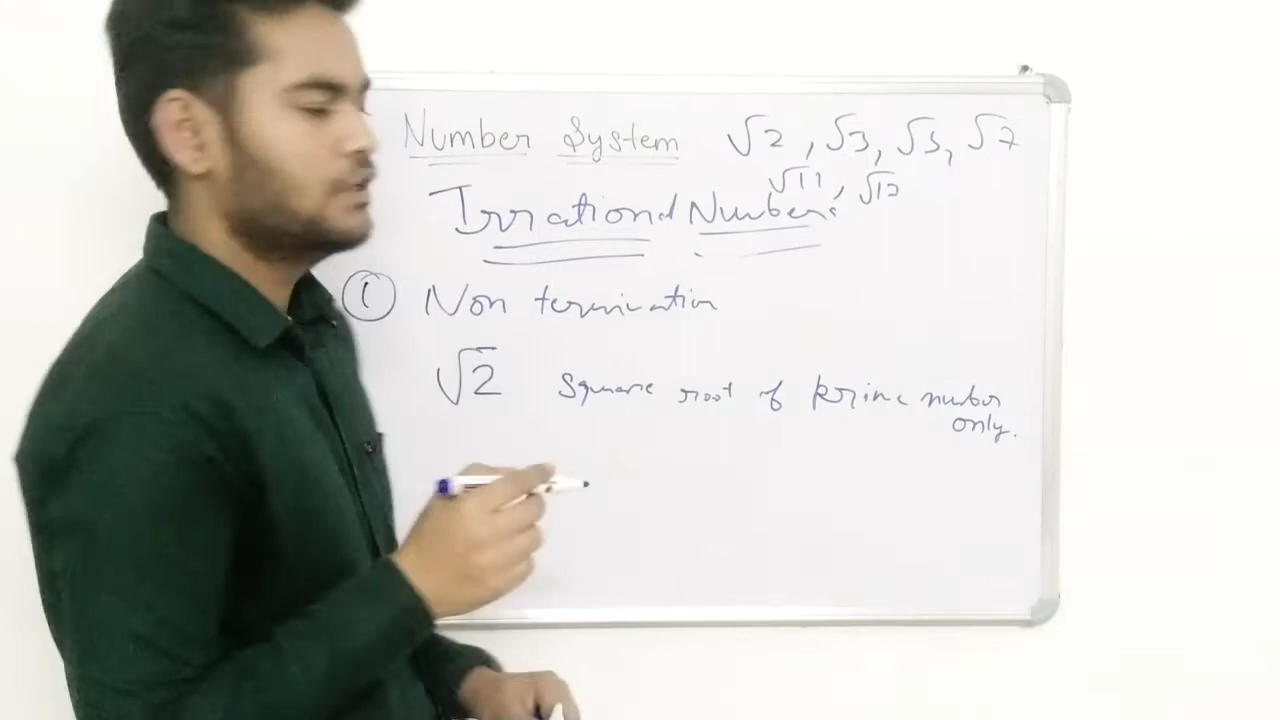 Number System √2, √3, √5, √7
√11, √13
Irrational Number:
① Non termination
√2 Square root of prime number
only.